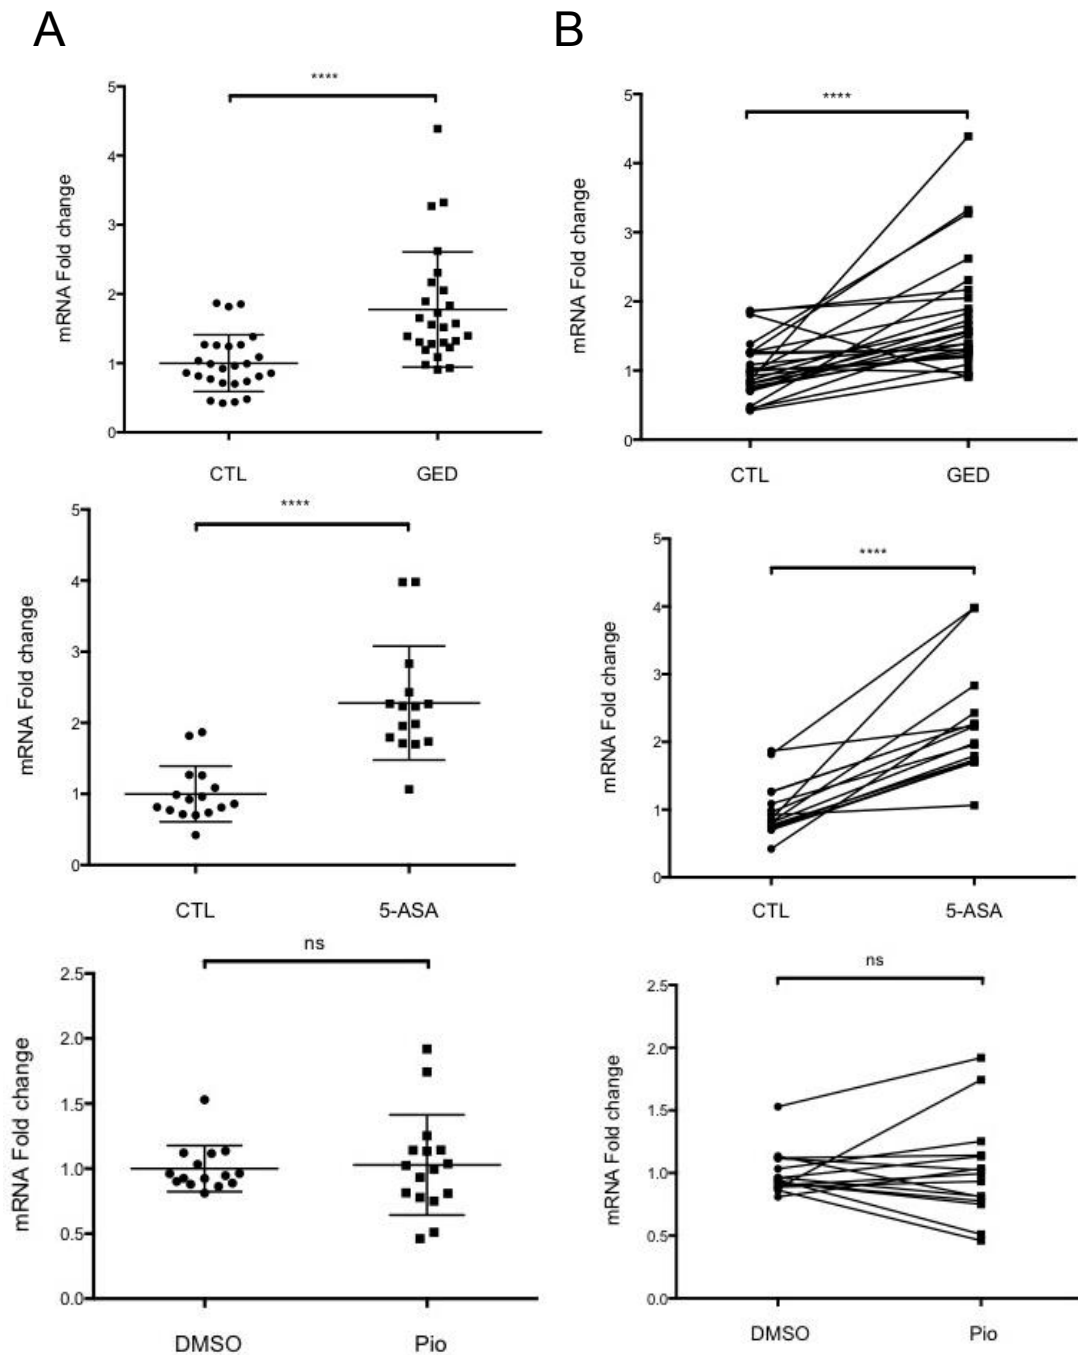 A
B
****
5
4
3
2
1
0
mRNA Fold change
CTL
GED
****
5
4
3
2
1
0
mRNA Fold change
CTL
GED
****
5
4
3
2
1
0
mRNA Fold change
CTL
5-ASA
****
5
4
3
2
1
0
mRNA Fold change
CTL
5-ASA
ns
2.5
2.0
1.5
1.0
0.5
0.0
mRNA Fold change
DMSO
Pio
ns
2.5
2.0
1.5
1.0
0.5
0.0
mRNA Fold change
DMSO
Pio